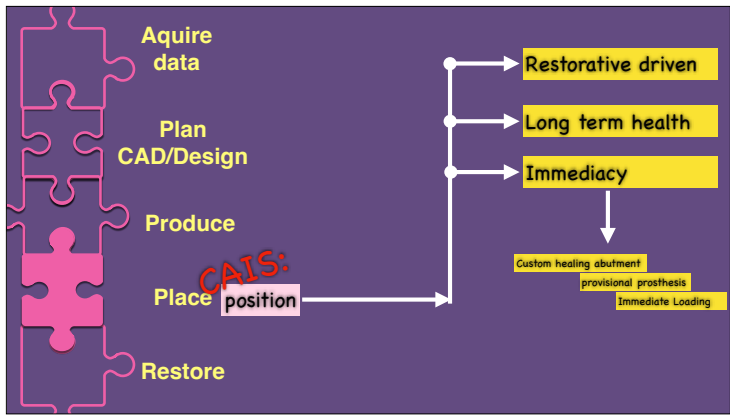 Aquire
data
Plan
CAD/Design
Produce
CAIS:
Place position
Restore
Restorative driven
Long term health
Immediacy
Custom healing abutment
provisional prosthesis
Immediate Loading